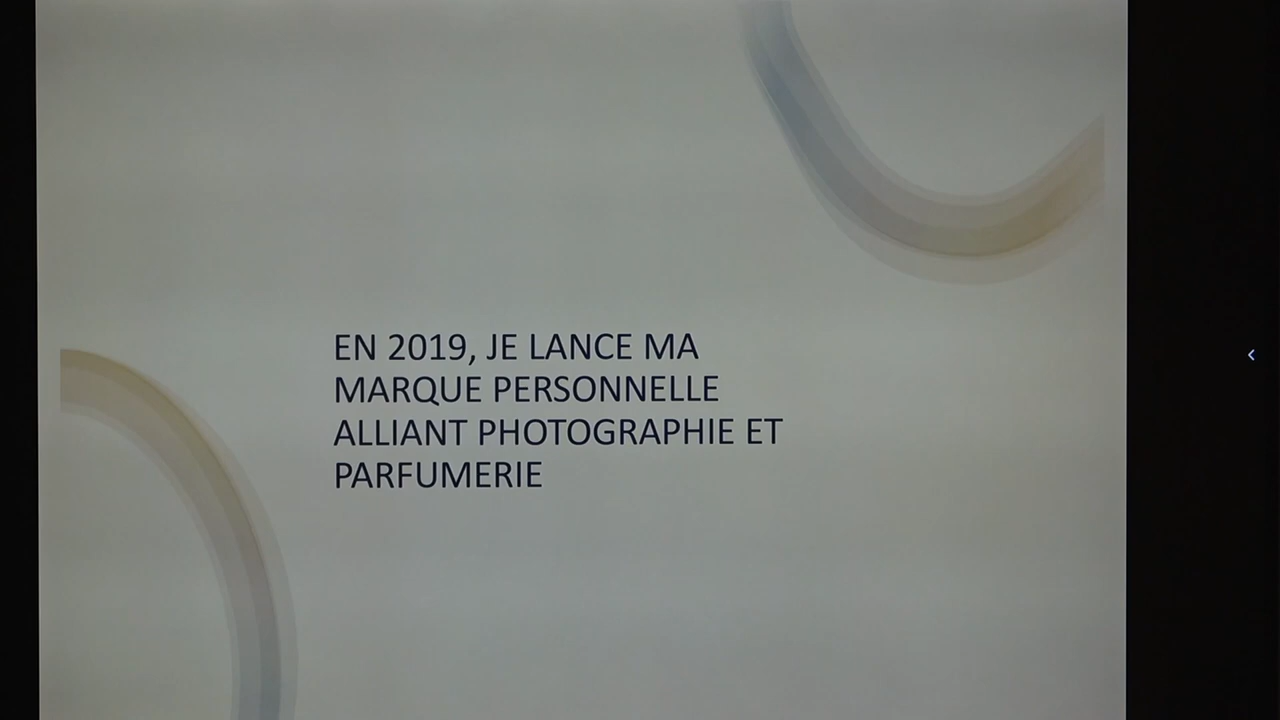 EN 2019, JE LANCE MA
MARQUE PERSONNELLE
ALLIANT PHOTOGRAPHIE ET
PARFUMERIE